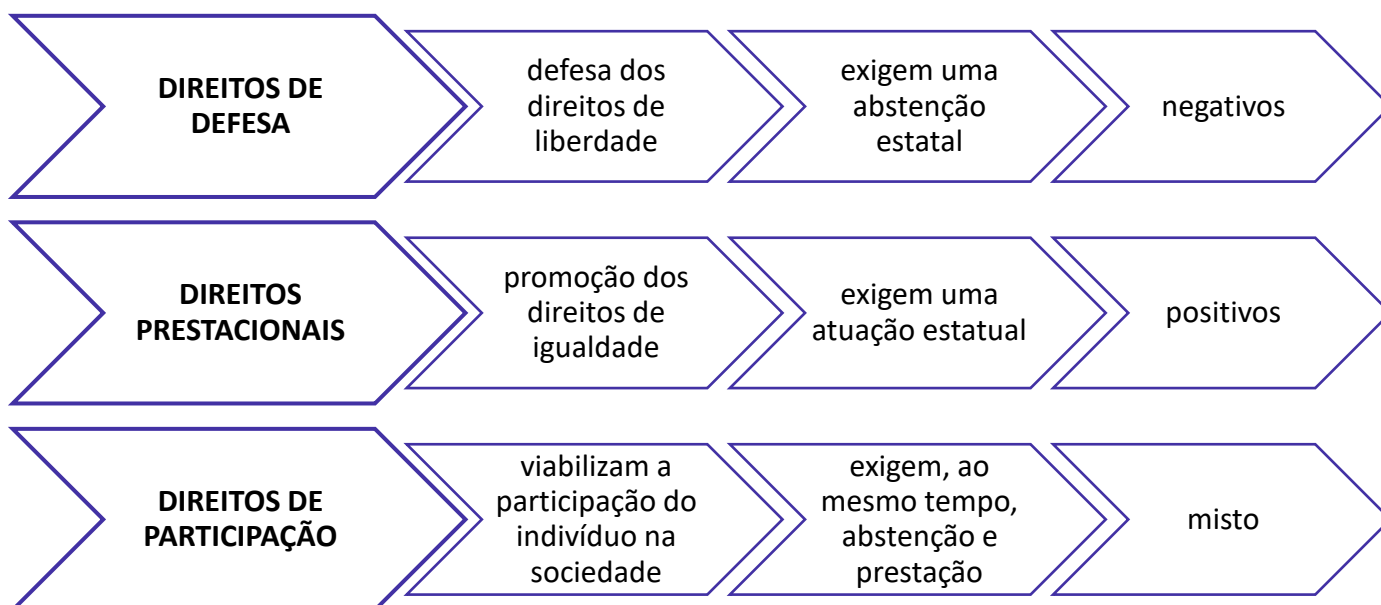 DIREITOS DE
DEFESA
defesa dos
direitos de
liberdade
exigem uma
abstenção
estatal
negativos
DIREITOS
PRESTACIONAIS
promoção dos
direitos de
igualdade
exigem uma
atuação estatual
positivos
DIREITOS DE
PARTICIPAÇÃO
viabilizam a
participação do
indivíduo na
sociedade
exigem, ao
mesmo tempo,
abstenção e
prestação
misto